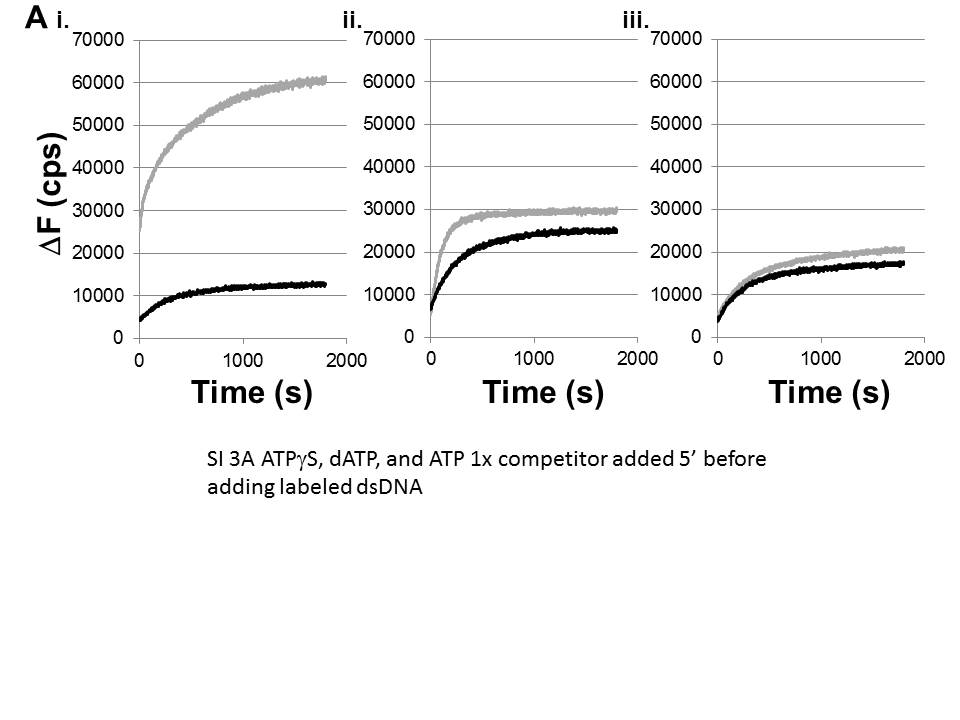 A i. ii. iii.
70000 70000 70000
60000 60000 60000
50000 50000 50000
40000 40000 40000
30000 30000 30000
20000 20000 20000
10000 10000 10000
0 0 0
ΔF (cps)
0 1000 2000 0 1000 2000 0 1000 2000
Time (s) Time (s) Time (s)
SI 3A ATPγS, dATP, and ATP 1x competitor added 5’ before
adding labeled dsDNA